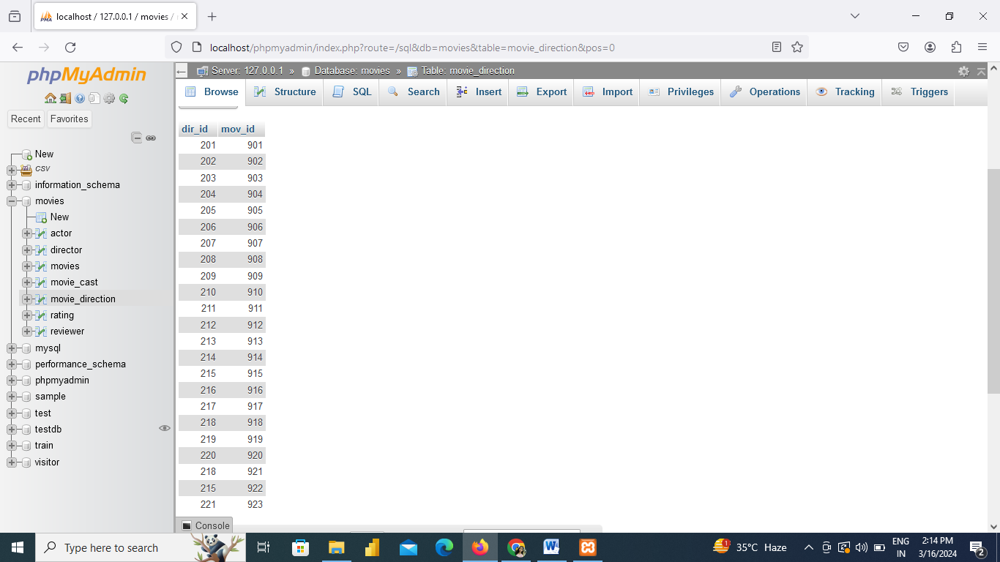 localhost / 127.0.0.1 / movies /
localhost/phpmyadmin/index.php?route=/sql&db=movies&table=movie_direction&pos=0
phpMyAdmin
Recent Favorites
New
csv
information_schema
movies
New
actor
director
movies
movie_cast
movie_direction
rating
reviewer
mysql
performance_schema
phpmyadmin
sample
test
testdb
train
visitor
Server: 127.0.0.1 » Database: movies » Table: movie_direction
Browse Structure SQL Search Insert Export Import Privileges Operations Tracking Triggers
dir_id mov_id
201 901
202 902
203 903
204 904
205 905
206 906
207 907
208 908
209 909
210 910
211 911
212 912
213 913
214 914
215 915
216 916
217 917
218 918
219 919
220 920
218 921
215 922
221 923
Console
Type here to search
35°C Haze
ENG
IN
2:14 PM
3/16/2024
2